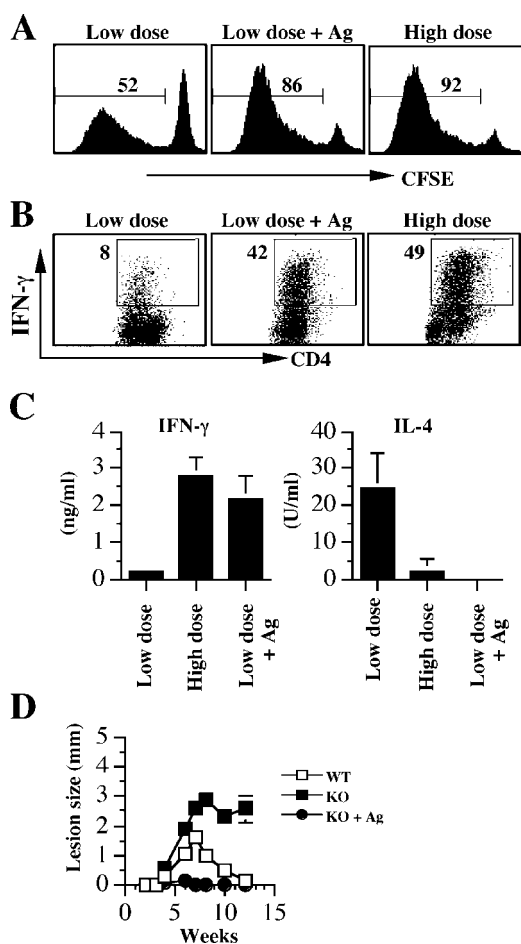 A
Low dose
Low dose + Ag
High dose
52
86
92
CFSE
B
Low dose
Low dose + Ag
High dose
8
42
49
IFN-γ
CD4
C
IFN-γ
IL-4
(ng/ml)
4
3
2
1
0
(U/ml)
40
30
20
10
0
Low dose
High dose
Low dose
+ Ag
Low dose
High dose
Low dose
+ Ag
D
Lesion size (mm)
5
4
3
2
1
0
0
5
10
15
Weeks
WT
KO
KO + Ag